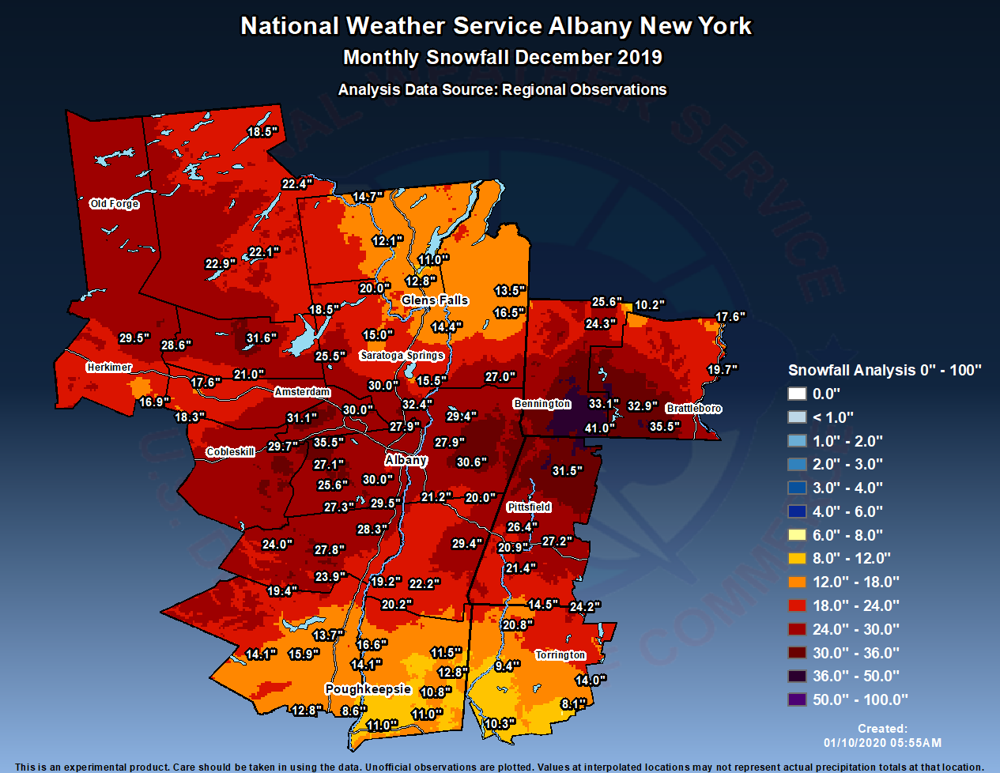 National Weather Service Albany New York
Monthly Snowfall December 2019
Analysis Data Source: Regional Observations
18.5"
22.4"
14.7"
Old Forge
12.1"
22.1"
22.9"
11.0"
12.8"
20.0"
13.5"
Glens Falls
25.6"
10.2"
18.5"
16.5"
17.6"
24.3"
14.4"
15.0"
29.5"
28.6"
31.6"
25.5"
Saratoga Springs
Herkimer
19.7"
21.0"
27.0"
17.6"
15.5"
30.0"
Amsterdam
16.9"
32.4"
Bennington
33.1"
32.9"
Brattleboro
18.3"
31.1"
30.0"
29.4"
27.9"
41.0"
35.5"
29.7"
35.5"
27.9"
Cobleskill
Albany
27.1"
30.6"
31.5"
25.6"
30.0"
27.3"
29.5"
21.2"
20.0"
Pittsfield
28.3"
26.4"
24.0"
27.8"
29.4"
20.9"
27.2"
21.4"
23.9"
19.4"
19.2"
22.2"
20.2"
14.5"
24.2"
20.8"
13.7"
16.6"
14.1"
15.9"
11.5"
Torrington
14.1"
9.4"
12.8"
14.0"
Poughkeepsie
10.8"
12.8"
8.6"
11.0"
8.1"
11.0"
10.3"
Snowfall Analysis 0" - 100"
0.0"
< 1.0"
1.0" - 2.0"
2.0" - 3.0"
3.0" - 4.0"
4.0" - 6.0"
6.0" - 8.0"
8.0" - 12.0"
12.0" - 18.0"
18.0" - 24.0"
24.0" - 30.0"
30.0" - 36.0"
36.0" - 50.0"
50.0" - 100.0"
Created:
01/10/2020 05:55AM
This is an experimental product. Care should be taken in using the data. Unofficial observations are plotted. Values at interpolated locations may not represent actual precipitation totals at that location.